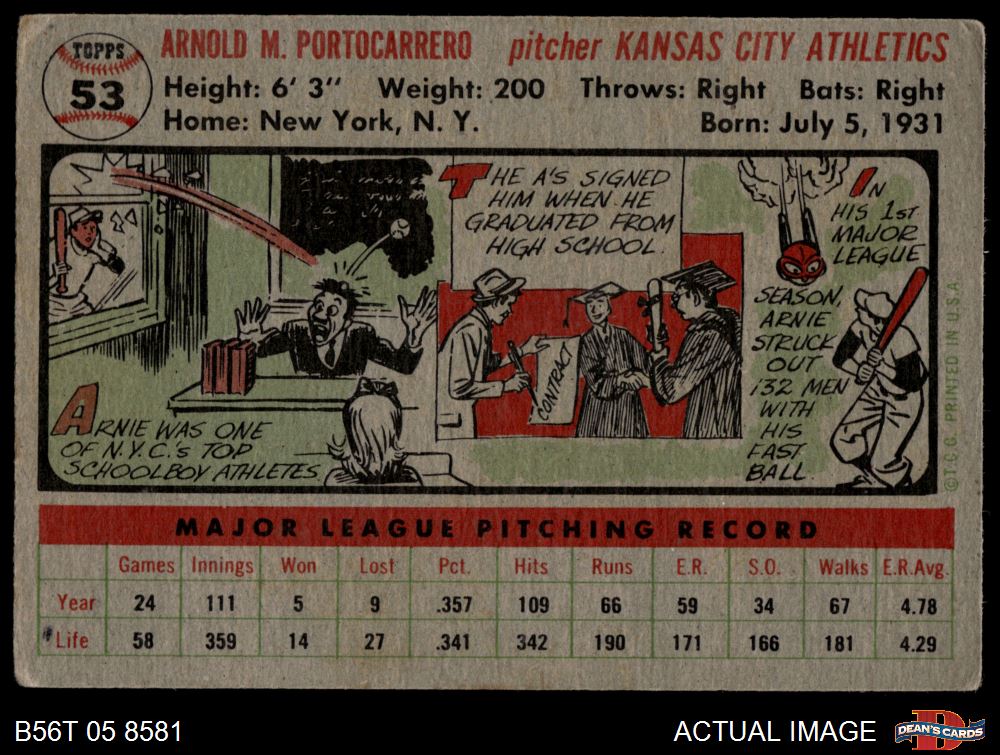 TOPPS
53
ARNOLD M. PORTOCARRERO pitcher KANSAS CITY ATHLETICS
Height: 6' 3" Weight: 200 Throws: Right Bats: Right
Home: New York, N. Y. Born: July 5, 1931
ARNIE WAS ONE
OF N.Y.C.'s TOP
SCHOOLBOY ATHLETES.
THE A'S SIGNED
HIM WHEN HE
GRADUATED FROM
HIGH SCHOOL.
CONTRACT
IN
HIS 1ST
MAJOR
LEAGUE
SEASON,
ARNIE
STRUCK
OUT
132 MEN
WITH
HIS
FAST
BALL.
© T.C.G. PRINTED IN U.S.A.
MAJOR LEAGUE PITCHING RECORD
Games Innings Won Lost Pct. Hits Runs E.R. S.O. Walks E.R.Avg.
Year 24 111 5 9 .357 109 66 59 34 67 4.78
Life 58 359 14 27 .341 342 190 171 166 181 4.29
B56T 05 8581 ACTUAL IMAGE
DEAN'S CARDS